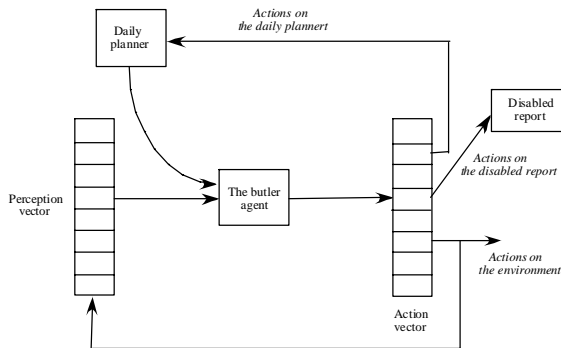 Actions on
the daily plannert
Daily
planner
Disabled
report
Actions on
the disabled report
The butler
agent
Perception
vector
Actions on
the environment
Action
vector